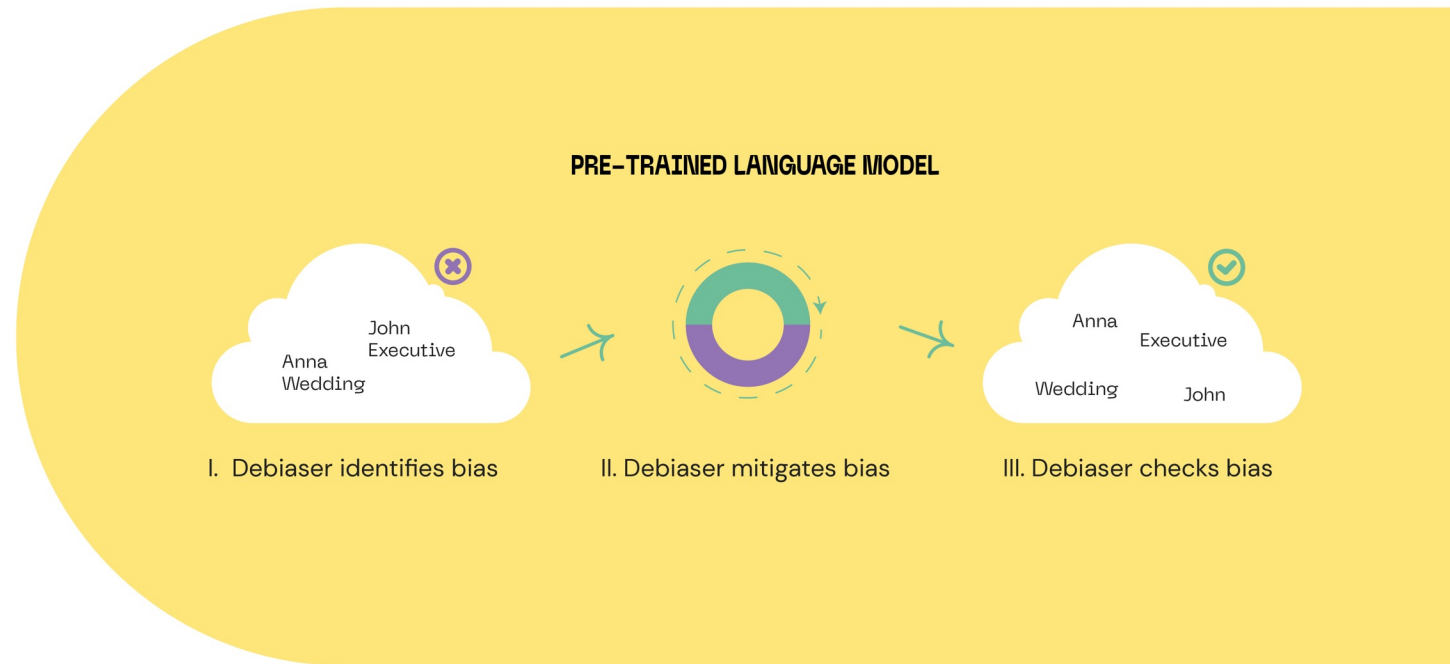 PRE-TRAINED LANGUAGE MODEL
John
Executive
Anna
Wedding
Anna
Executive
Wedding
John
I. Debiaser identifies bias
II. Debiaser mitigates bias
III. Debiaser checks bias